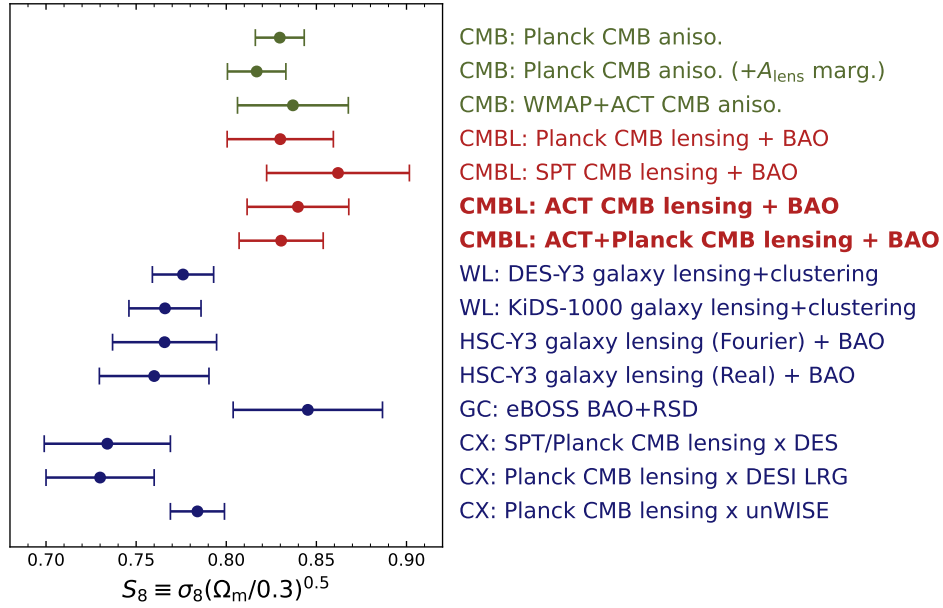 CMB: Planck CMB aniso.
CMB: Planck CMB aniso. (+A_lens marg.)
CMB: WMAP+ACT CMB aniso.
CMBL: Planck CMB lensing + BAO
CMBL: SPT CMB lensing + BAO
CMBL: ACT CMB lensing + BAO
CMBL: ACT+Planck CMB lensing + BAO
WL: DES-Y3 galaxy lensing+clustering
WL: KiDS-1000 galaxy lensing+clustering
HSC-Y3 galaxy lensing (Fourier) + BAO
HSC-Y3 galaxy lensing (Real) + BAO
GC: eBOSS BAO+RSD
CX: SPT/Planck CMB lensing x DES
CX: Planck CMB lensing x DESI LRG
CX: Planck CMB lensing x unWISE
0.70 0.75 0.80 0.85 0.90
S₈ ≡ σ₈(Ωₘ/0.3)⁰·⁵